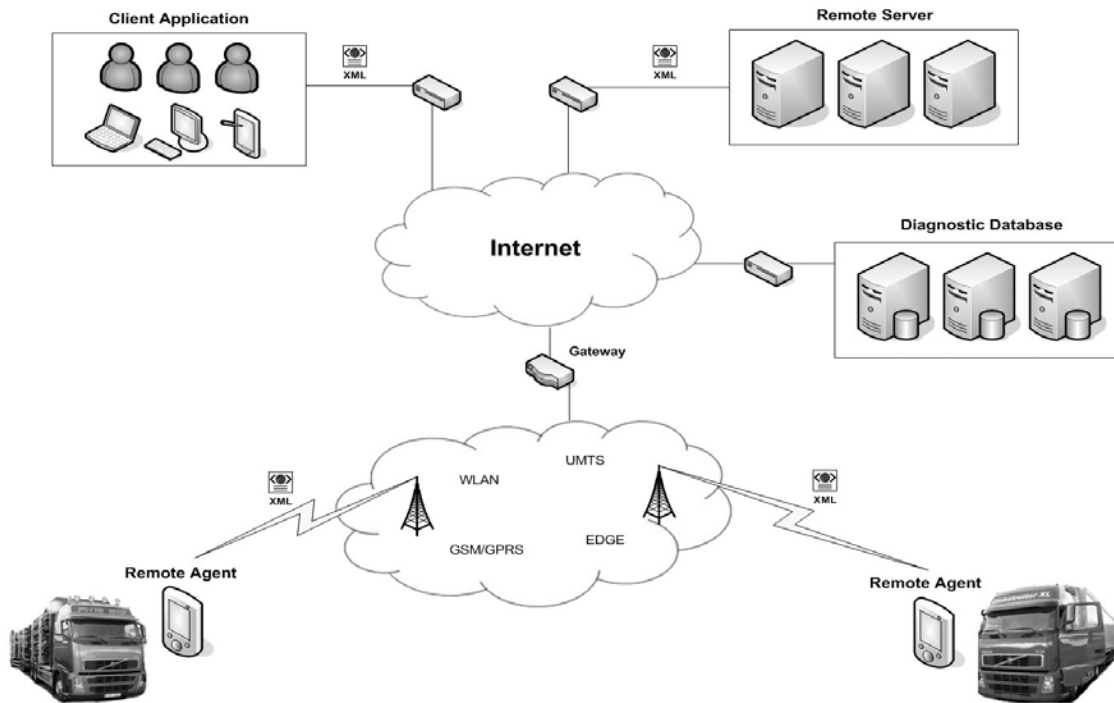 Client Application
Remote Server
XML
XML
Diagnostic Database
Internet
Gateway
UMTS
WLAN
XML
XML
GSM/GPRS
EDGE
Remote Agent
Remote Agent